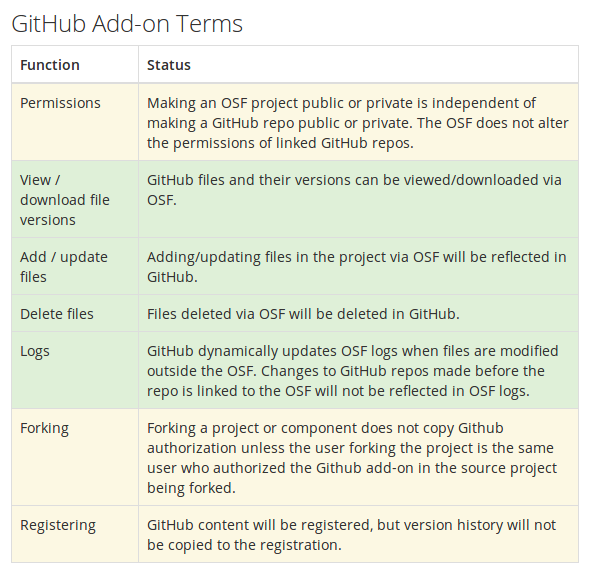 GitHub Add-on Terms
Function Status
Permissions Making an OSF project public or private is independent of
making a GitHub repo public or private. The OSF does not alter
the permissions of linked GitHub repos.
View / GitHub files and their versions can be viewed/downloaded via
download file OSF.
versions
Add / update Adding/updating files in the project via OSF will be reflected in
files GitHub.
Delete files Files deleted via OSF will be deleted in GitHub.
Logs GitHub dynamically updates OSF logs when files are modified
outside the OSF. Changes to GitHub repos made before the
repo is linked to the OSF will not be reflected in OSF logs.
Forking Forking a project or component does not copy Github
authorization unless the user forking the project is the same
user who authorized the Github add-on in the source project
being forked.
Registering GitHub content will be registered, but version history will not
be copied to the registration.